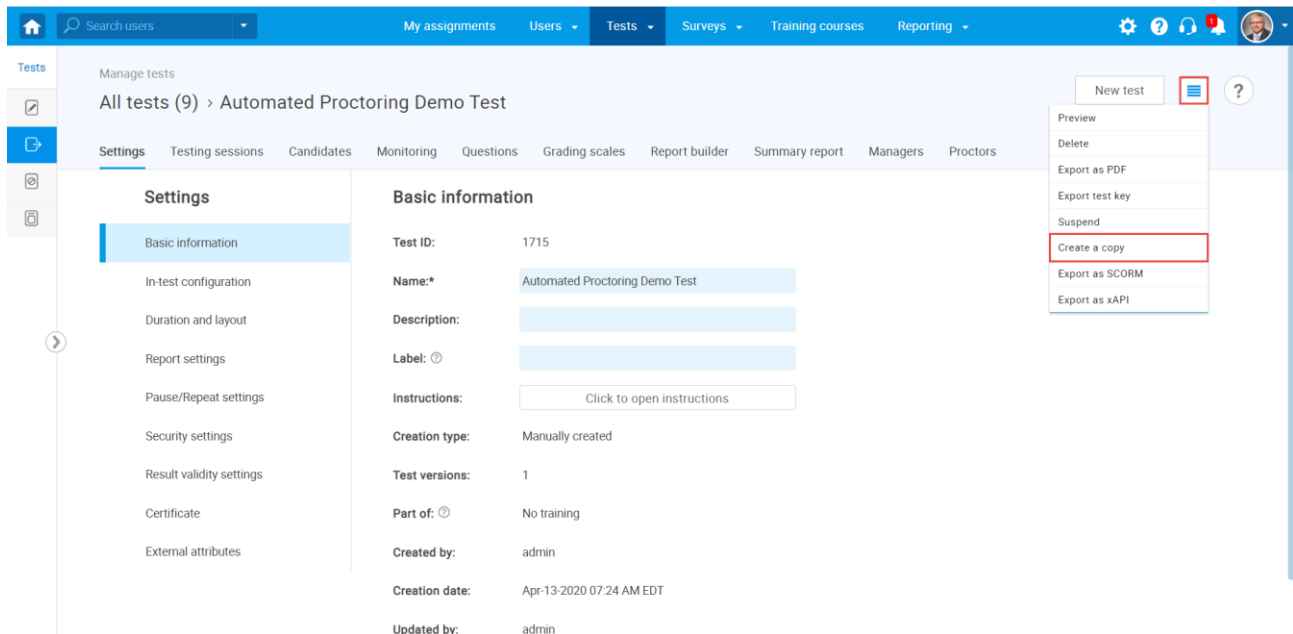 Search users
My assignments
Users
Tests
Surveys
Training courses
Reporting
?
1
Tests
Manage tests
All tests (9) > Automated Proctoring Demo Test
New test
?
Settings
Testing sessions
Candidates
Monitoring
Questions
Grading scales
Report builder
Summary report
Managers
Proctors
Preview
Delete
Export as PDF
Export test key
Suspend
Create a copy
Export as SCORM
Export as xAPI
Settings
Basic information
In-test configuration
Duration and layout
Report settings
Pause/Repeat settings
Security settings
Result validity settings
Certificate
External attributes
Basic information
Test ID: 1715
Name:* Automated Proctoring Demo Test
Description:
Label: ?
Instructions: Click to open instructions
Creation type: Manually created
Test versions: 1
Part of: ? No training
Created by: admin
Creation date: Apr-13-2020 07:24 AM EDT
Updated by: admin